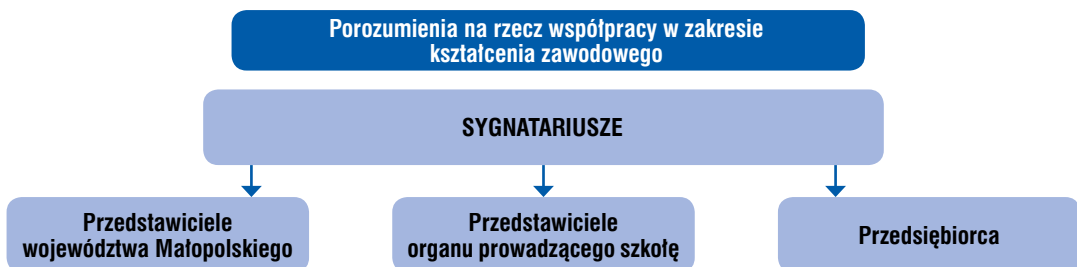 Porozumienia na rzecz współpracy w zakresie
kształcenia zawodowego
SYGNATARIUSZE
Przedstawiciele
województwa Małopolskiego
Przedstawiciele
organu prowadzącego szkołę
Przedsiębiorca